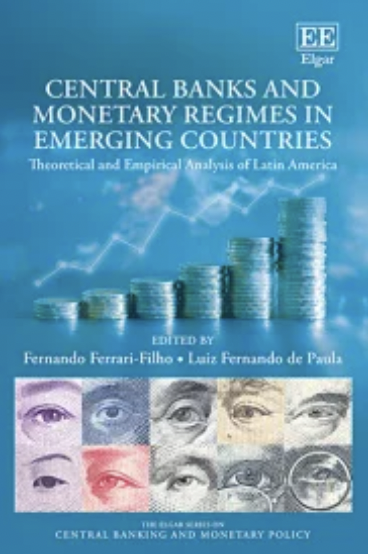 EE
Elgar
CENTRAL BANKS AND
MONETARY REGIMES IN
EMERGING COUNTRIES
Theoretical and Empirical Analysis of Latin America
EDITED BY
Fernando Ferrari-Filho • Luiz Fernando de Paula
THE ELGAR SERIES ON
CENTRAL BANKING AND MONETARY POLICY